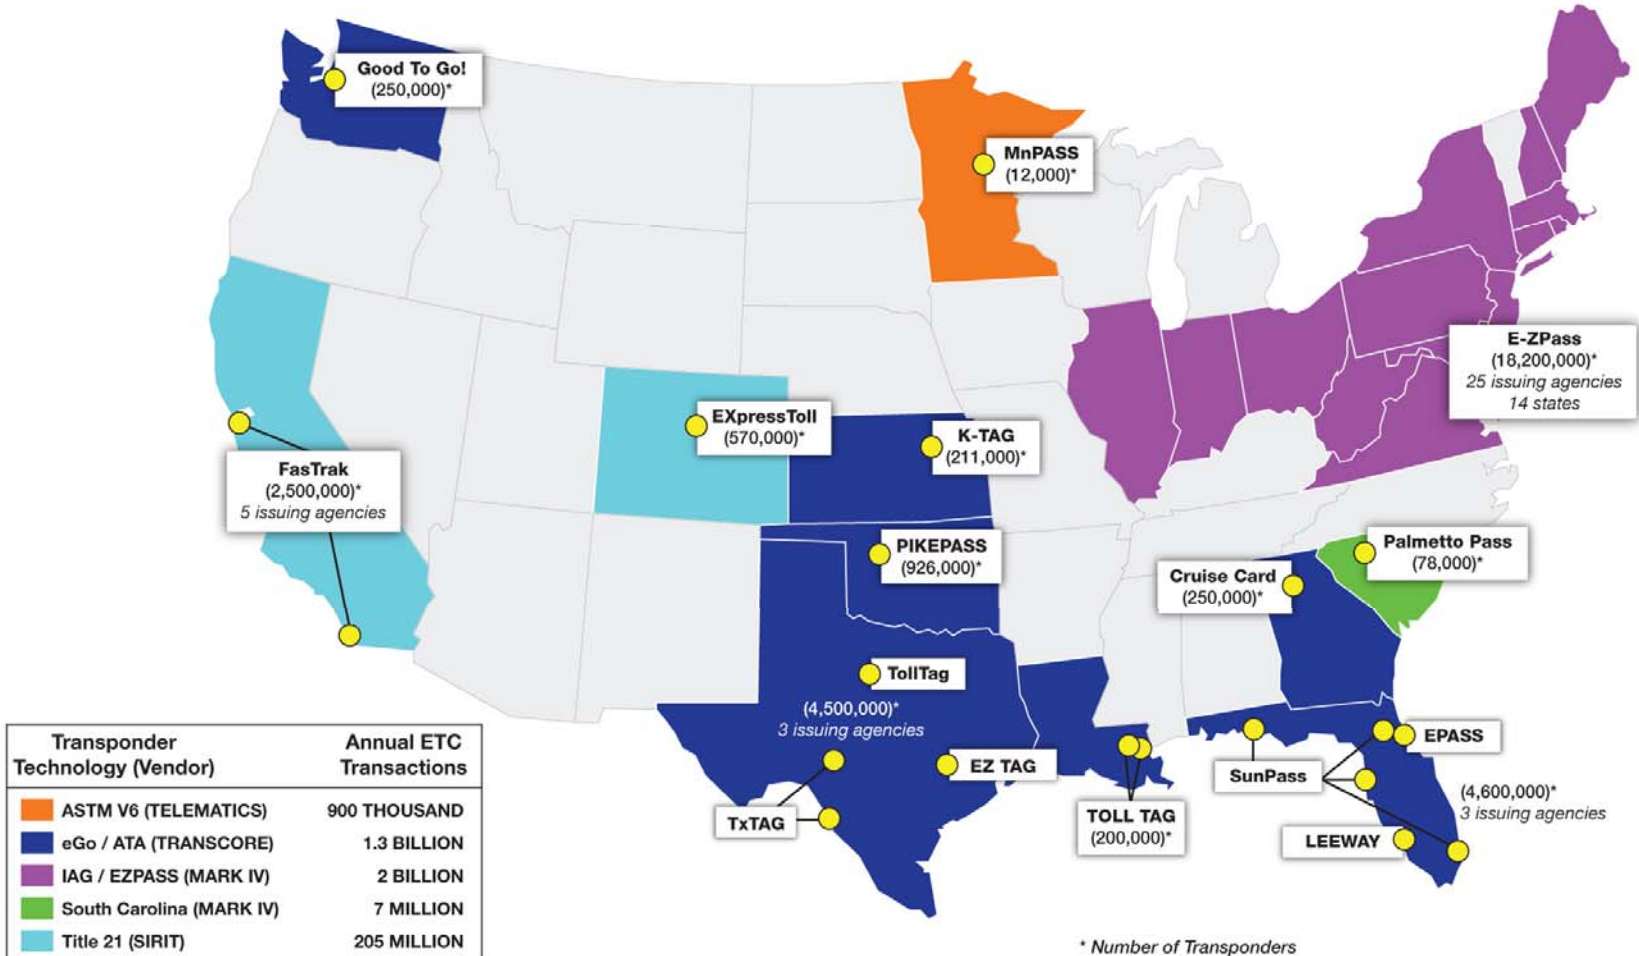 Good To Go!
(250,000)*
MnPASS
(12,000)*
E-ZPass
(18,200,000)*
25 issuing agencies
14 states
EXpressToll
(570,000)*
K-TAG
(211,000)*
FasTrak
(2,500,000)*
5 issuing agencies
PIKEPASS
(926,000)*
Palmetto Pass
(78,000)*
Cruise Card
(250,000)*
TollTag
(4,500,000)*
3 issuing agencies
EZ TAG
TxTAG
TOLL TAG
(200,000)*
SunPass
EPASS
(4,600,000)*
3 issuing agencies
LEEWAY
Transponder Annual ETC
Technology (Vendor) Transactions
ASTM V6 (TELEMATICS) 900 THOUSAND
eGo / ATA (TRANSCORE) 1.3 BILLION
IAG / EZPASS (MARK IV) 2 BILLION
South Carolina (MARK IV) 7 MILLION
Title 21 (SIRIT) 205 MILLION
* Number of Transponders